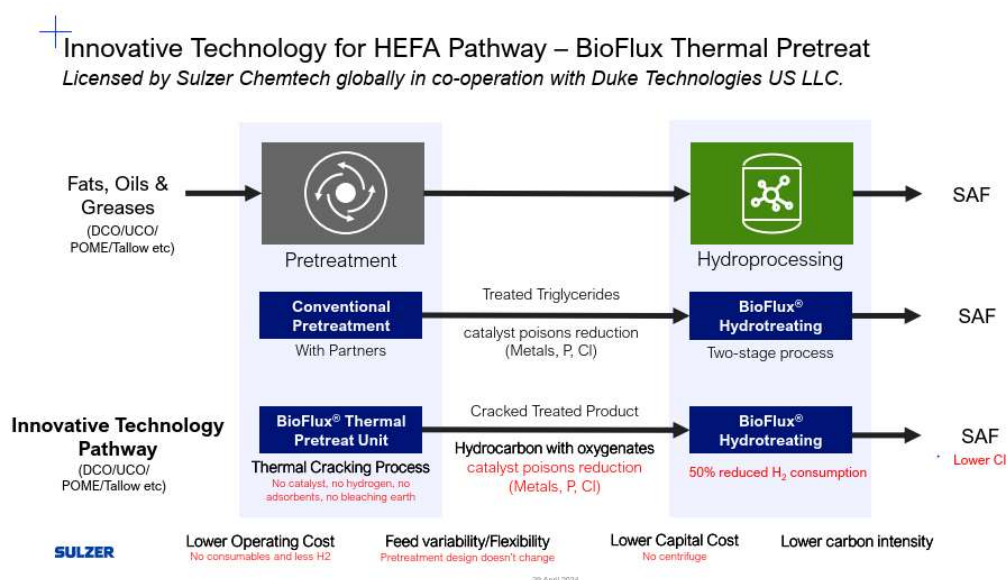 Innovative Technology for HEFA Pathway – BioFlux Thermal Pretreat
Licensed by Sulzer Chemtech globally in co-operation with Duke Technologies US LLC.
Fats, Oils &
Greases
(DCO/UCO/
POME/Tallow etc)
Pretreatment
Hydroprocessing
SAF
Conventional
Pretreatment
With Partners
Treated Triglycerides
catalyst poisons reduction
(Metals, P, Cl)
BioFlux®
Hydrotreating
Two-stage process
SAF
Innovative Technology
Pathway
(DCO/UCO/
POME/Tallow etc)
BioFlux® Thermal
Pretreat Unit
Thermal Cracking Process
No catalyst, no hydrogen, no
adsorbents, no bleaching earth
Cracked Treated Product
Hydrocarbon with oxygenates
catalyst poisons reduction
(Metals, P, Cl)
BioFlux®
Hydrotreating
50% reduced H₂ consumption
SAF
Lower CI
Lower Operating Cost
No consumables and less H2
Feed variability/Flexibility
Pretreatment design doesn't change
Lower Capital Cost
No centrifuge
Lower carbon intensity
SULZER
29 April 2024